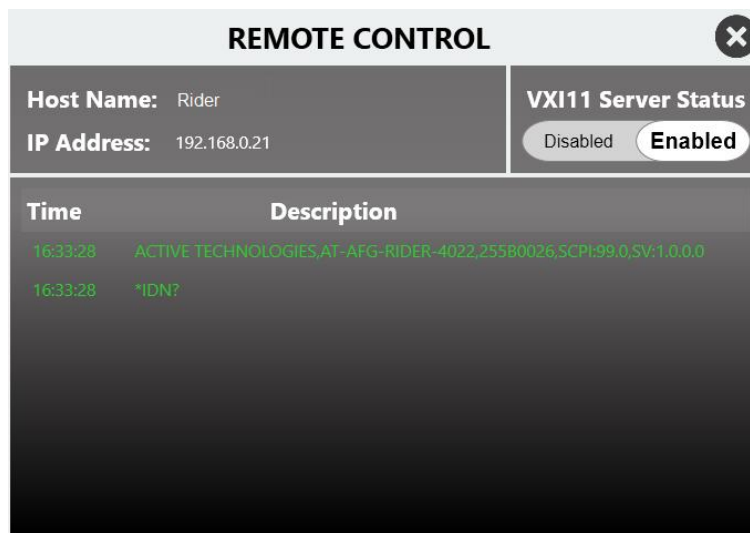 REMOTE CONTROL
Host Name: Rider
IP Address: 192.168.0.21
VXI11 Server Status
Disabled Enabled
Time Description
16:33:28 ACTIVE TECHNOLOGIES,AT-AFG-RIDER-4022,255B0026,SCPI:99.0,SV:1.0.0.0
16:33:28 *IDN?